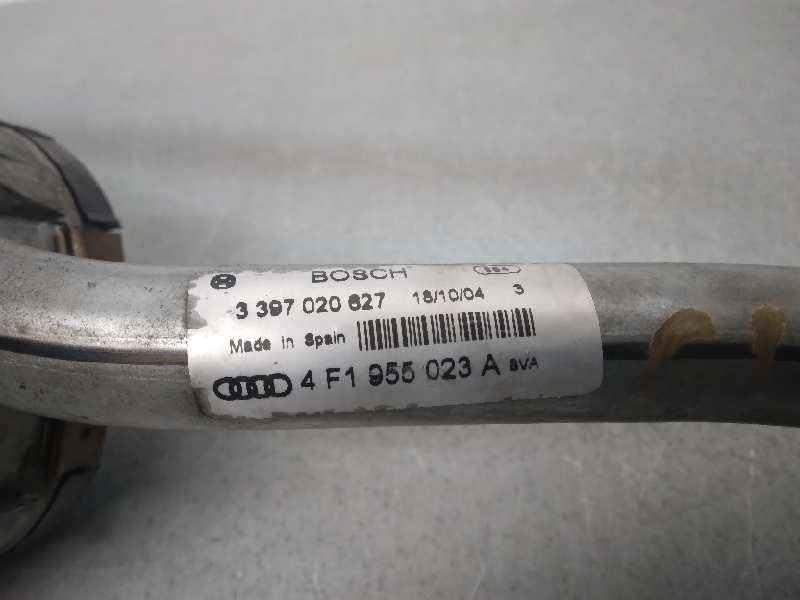 BOSCH
3 397 020 627 18/10/04 3
Made in Spain
4 F1 955 023 A SVA